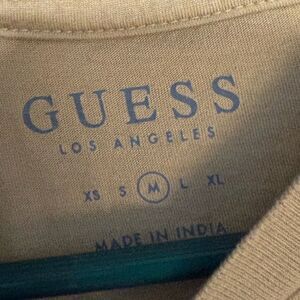 GUESS
LOS ANGELES
XS S M L XL
MADE IN INDIA